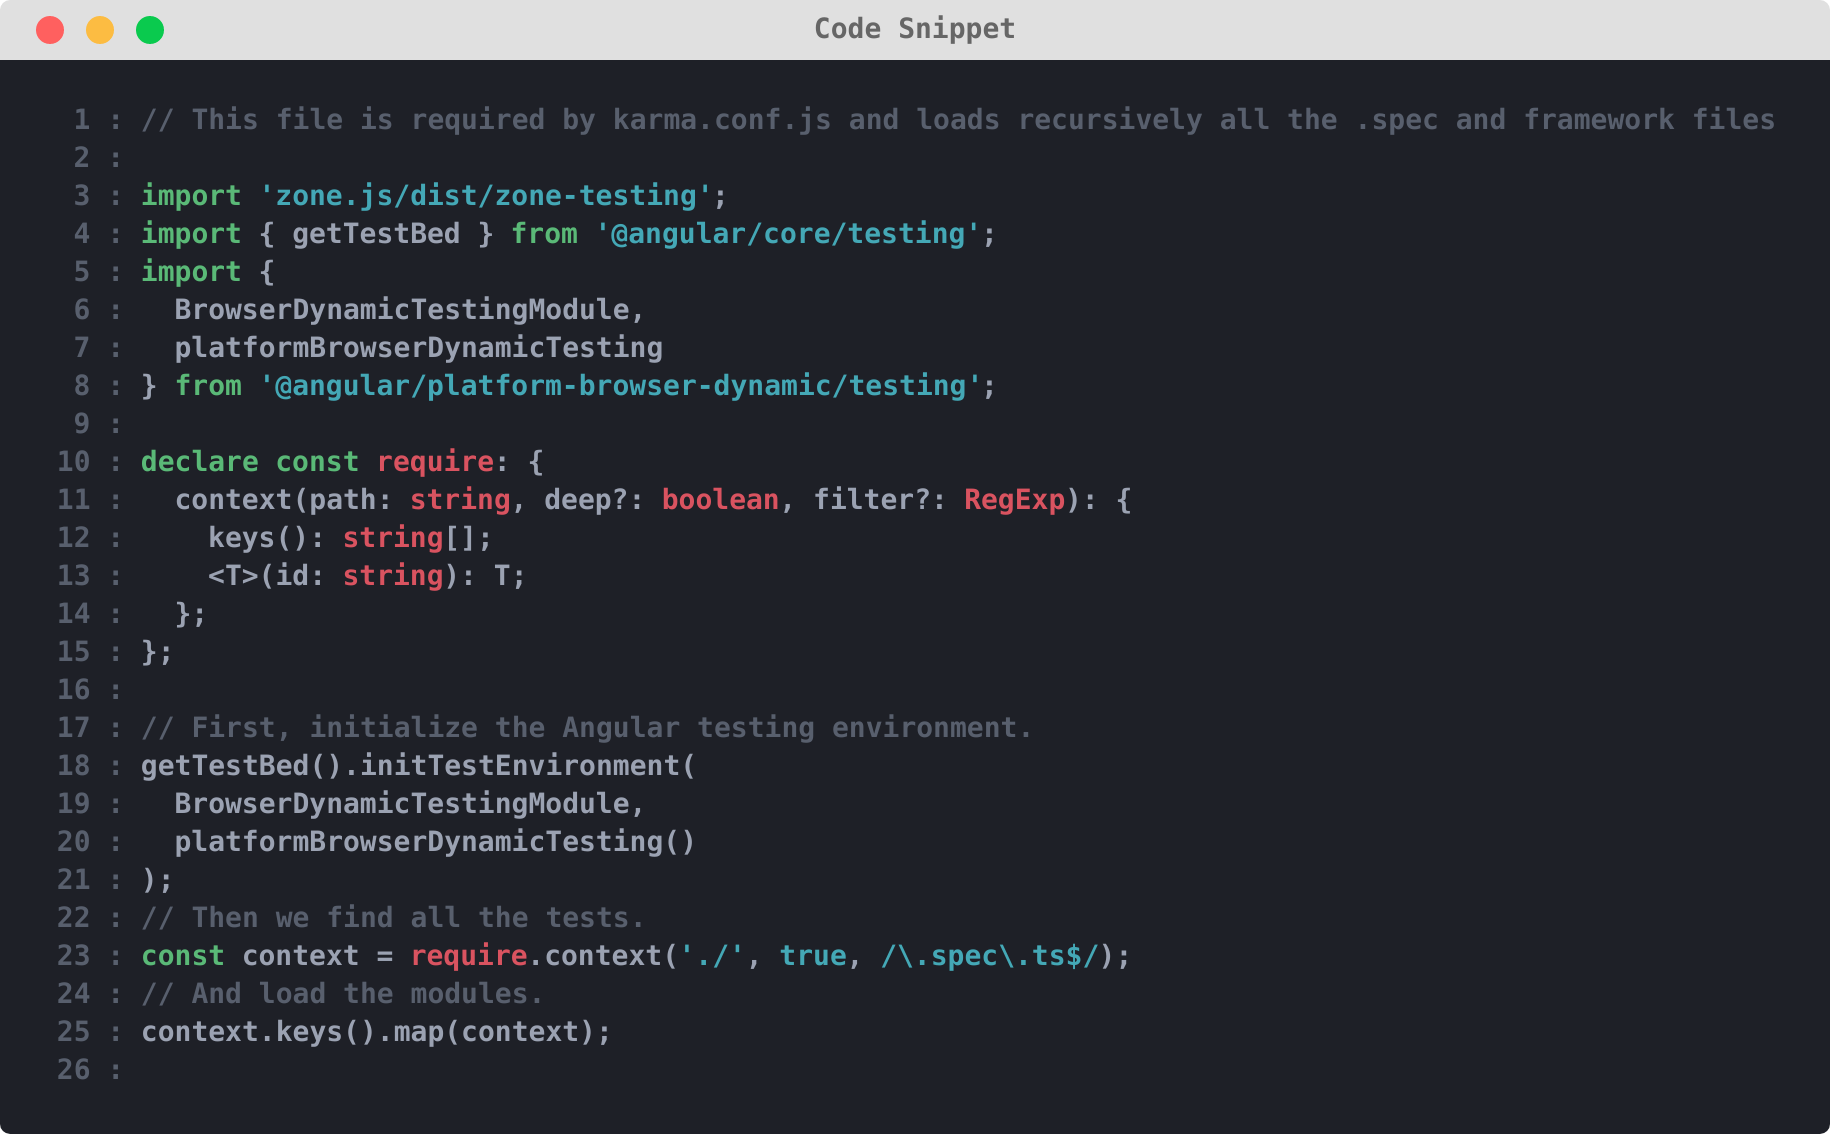 Code Snippet
1 : // This file is required by karma.conf.js and loads recursively all the .spec and framework files
2 :
3 : import 'zone.js/dist/zone-testing';
4 : import { getTestBed } from '@angular/core/testing';
5 : import {
6 :   BrowserDynamicTestingModule,
7 :   platformBrowserDynamicTesting
8 : } from '@angular/platform-browser-dynamic/testing';
9 :
10 : declare const require: {
11 :   context(path: string, deep?: boolean, filter?: RegExp): {
12 :     keys(): string[];
13 :     <T>(id: string): T;
14 :   };
15 : };
16 :
17 : // First, initialize the Angular testing environment.
18 : getTestBed().initTestEnvironment(
19 :   BrowserDynamicTestingModule,
20 :   platformBrowserDynamicTesting()
21 : );
22 : // Then we find all the tests.
23 : const context = require.context('./', true, /\.spec\.ts$/);
24 : // And load the modules.
25 : context.keys().map(context);
26 :